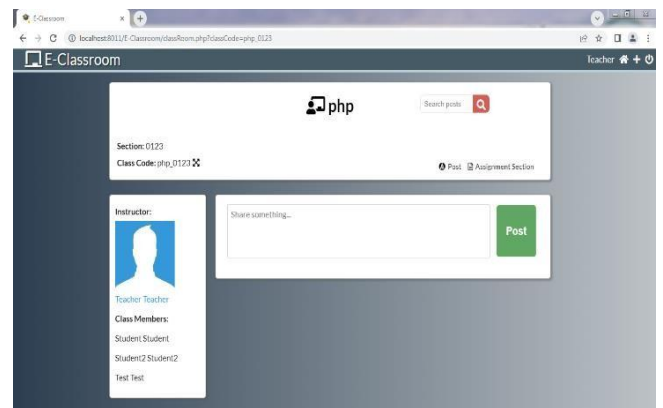 E-Classroom
localhost:8011/E-Classroom/classRoom.php?classCode=php_0123
E-Classroom
Teacher
php
Search posts
Section: 0123
Class Code: php_0123
Post Assignment Section
Instructor:
Share something...
Post
Teacher Teacher
Class Members:
Student Student
Student2 Student2
Test Test